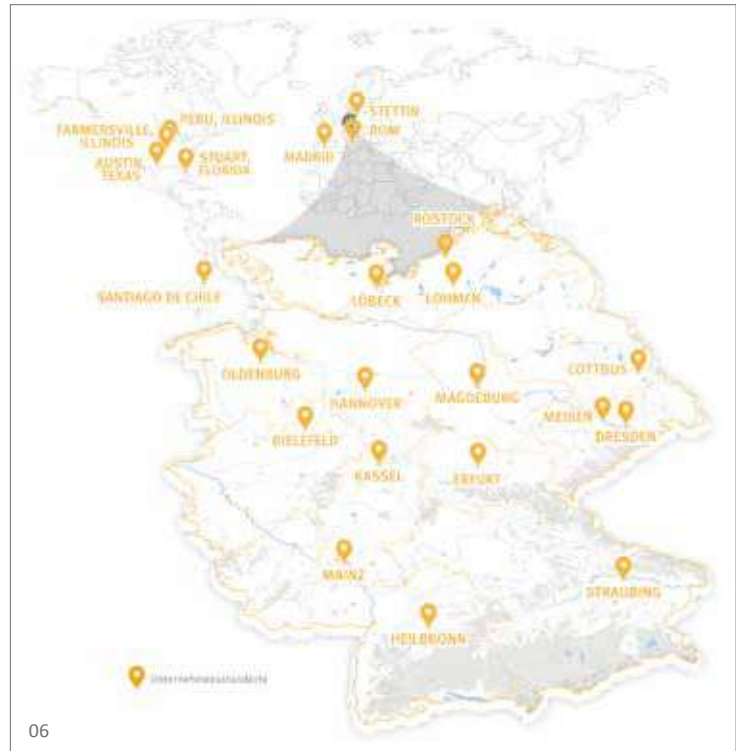 STETTIN
ROM
PERU, ILLINOIS
FARMERSVILLE,
ILLINOIS
MADRID
AUSTIN,
TEXAS
STUART,
FLORIDA
ROSTOCK
SANTIAGO DE CHILE
LÜBECK
LOHMEN
OLDENBURG
HANNOVER
MAGDEBURG
COTTBUS
BIELEFELD
MEIßEN
DRESDEN
KASSEL
ERFURT
MAINZ
STRAUBING
HEILBRONN
Unternehmensstandorte
06